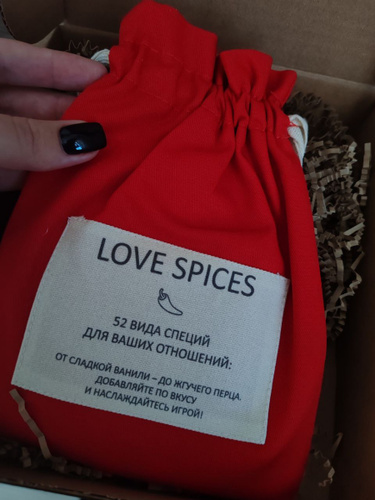 LOVE SPICES
52 ВИДА СПЕЦИЙ
ДЛЯ ВАШИХ ОТНОШЕНИЙ:
ОТ СЛАДКОЙ ВАНИЛИ – ДО ЖГУЧЕГО ПЕРЦА.
ДОБАВЛЯЙТЕ ПО ВКУСУ
И НАСЛАЖДАЙТЕСЬ ИГРОЙ!